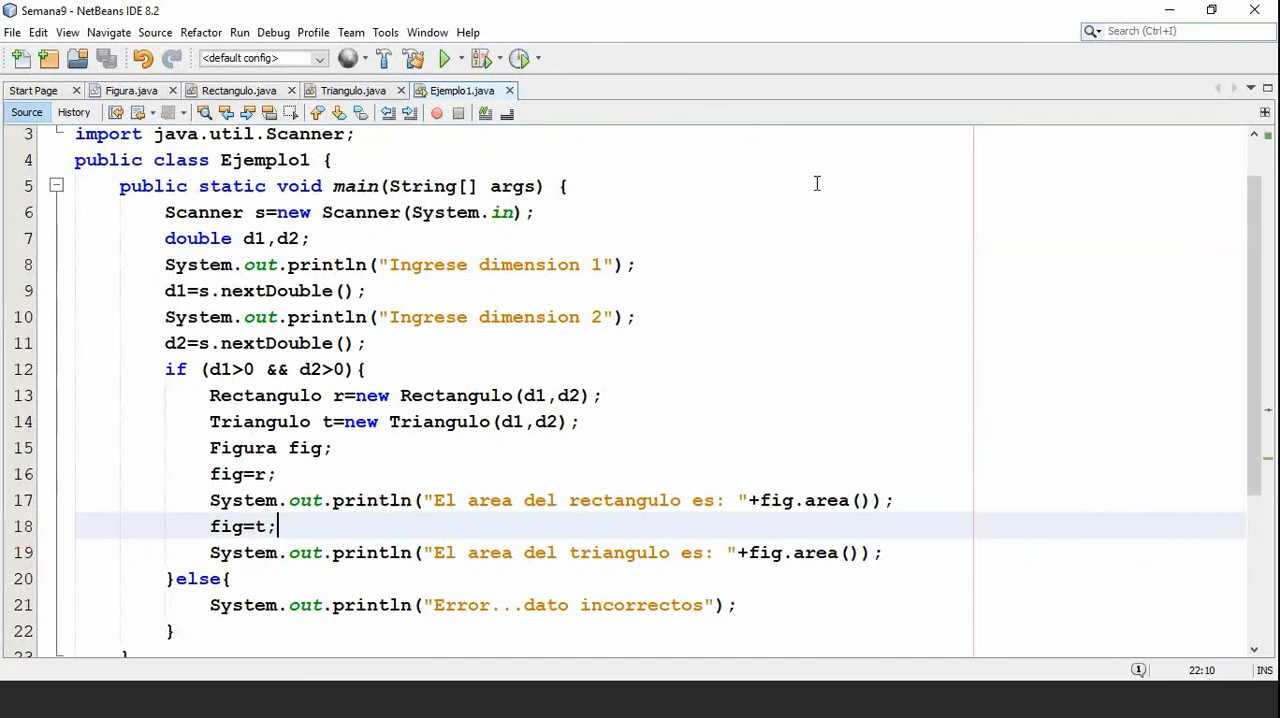 Semana9 - NetBeans IDE 8.2
File Edit View Navigate Source Refactor Run Debug Profile Team Tools Window Help
Search (Ctrl+I)
<default config>
Start Page Figura.java Rectangulo.java Triangulo.java Ejemplo1.java
Source History
3 import java.util.Scanner;
4 public class Ejemplo1 {
5 public static void main(String[] args) {
6 Scanner s=new Scanner(System.in);
7 double d1,d2;
8 System.out.println("Ingrese dimension 1");
9 d1=s.nextDouble();
10 System.out.println("Ingrese dimension 2");
11 d2=s.nextDouble();
12 if (d1>0 && d2>0){
13 Rectangulo r=new Rectangulo(d1,d2);
14 Triangulo t=new Triangulo(d1,d2);
15 Figura fig;
16 fig=r;
17 System.out.println("El area del rectangulo es: "+fig.area());
18 fig=t;
19 System.out.println("El area del triangulo es: "+fig.area());
20 }else{
21 System.out.println("Error...dato incorrectos");
22 }
23 }
1 22:10 INS